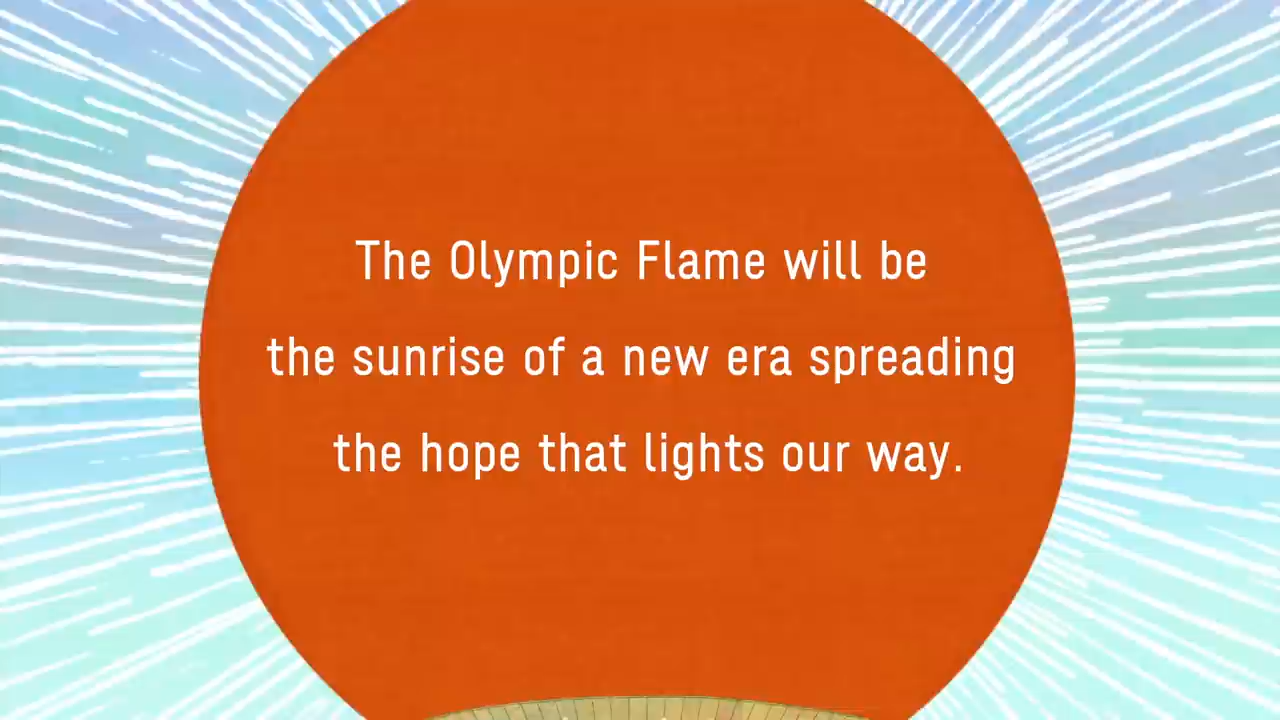 The Olympic Flame will be
the sunrise of a new era spreading
the hope that lights our way.